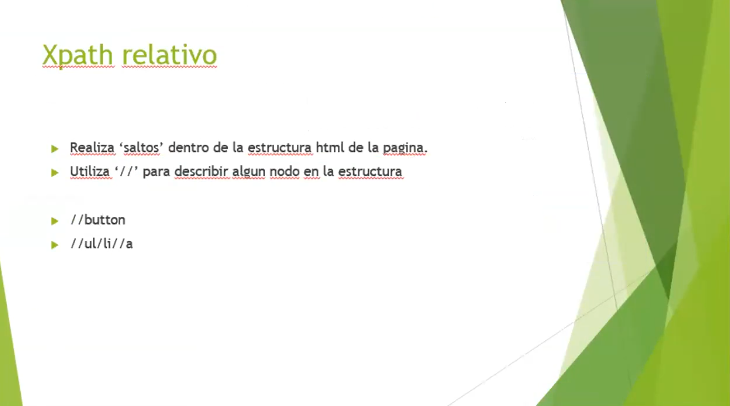 Xpath relativo
Realiza ‘saltos’ dentro de la estructura html de la pagina.
Utiliza ‘//’ para describir algun nodo en la estructura
//button
//ul/li//a